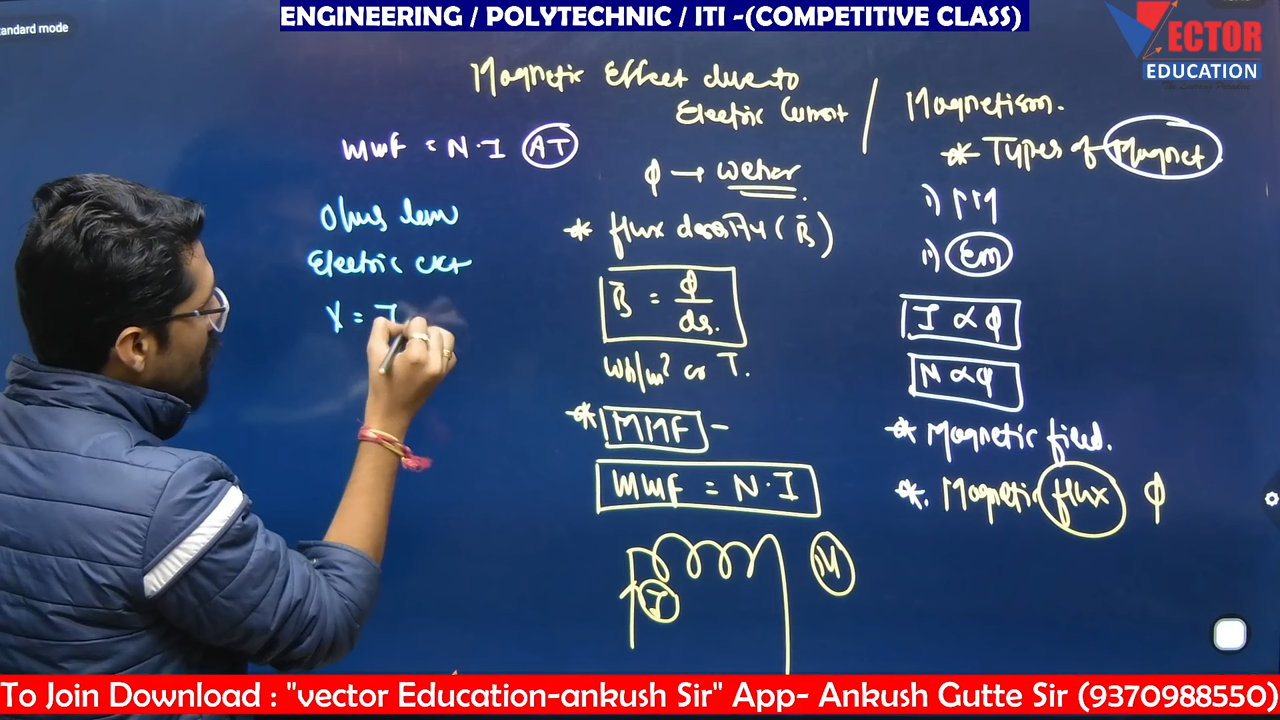 ENGINEERING / POLYTECHNIC / ITI -(COMPETITIVE CLASS)
tandard mode
VECTOR
EDUCATION
Magnetic Effect due to
Electric Current
Magnetism.
* Types of Magnet
i) PM
ii) EM
I ∝ φ
N ∝ φ
* Magnetic field.
* Magnetic flux φ
φ → weber
* flux density (B̄)
B̄ = φ/ds.
Wb/m² or T.
* MMF -
MMF = N·I
I
N
MMF = N·I (AT)
Ohms law
Electric ckt
V = I
To Join Download : "vector Education-ankush Sir" App- Ankush Gutte Sir (9370988550)